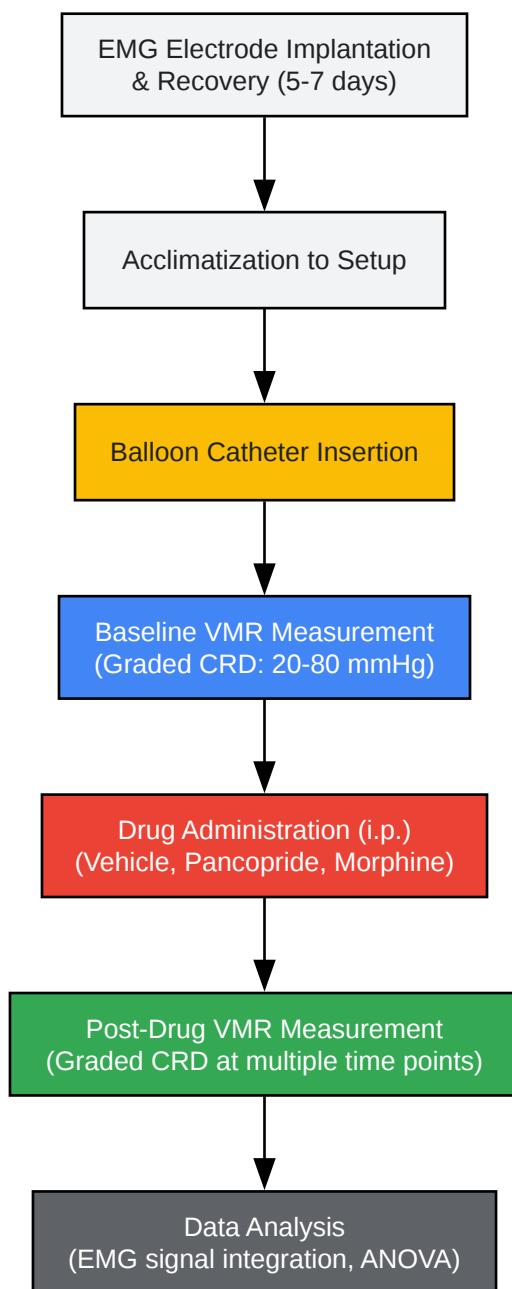 EMG Electrode Implantation
& Recovery (5-7 days)
Acclimatization to Setup
Balloon Catheter Insertion
Baseline VMR Measurement
(Graded CRD: 20-80 mmHg)
Drug Administration (i.p.)
(Vehicle, Pancopride, Morphine)
Post-Drug VMR Measurement
(Graded CRD at multiple time points)
Data Analysis
(EMG signal integration, ANOVA)